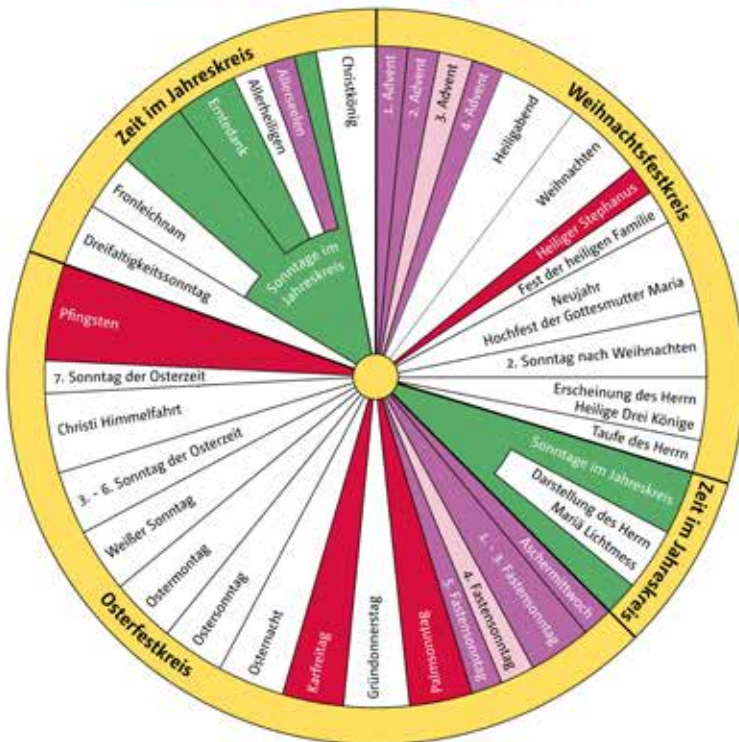 Weihnachtsfestkreis
1. Advent
2. Advent
3. Advent
4. Advent
Heiligabend
Weihnachten
Heiliger Stephanus
Fest der heiligen Familie
Neujahr
Hochfest der Gottesmutter Maria
2. Sonntag nach Weihnachten
Erscheinung des Herrn
Heilige Drei Könige
Taufe des Herrn
Zeit im Jahreskreis
Sonntage im Jahreskreis
Darstellung des Herrn
Mariä Lichtmess
Osterfestkreis
Aschermittwoch
1. - 3. Fastensonntag
4. Fastensonntag
5. Fastensonntag
Palmsonntag
Gründonnerstag
Karfreitag
Osternacht
Ostersonntag
Ostermontag
Weißer Sonntag
3. - 6. Sonntag der Osterzeit
Christi Himmelfahrt
7. Sonntag der Osterzeit
Pfingsten
Zeit im Jahreskreis
Dreifaltigkeitssonntag
Fronleichnam
Sonntage im
Jahreskreis
Erntedank
Allerheiligen
Allerseelen
Christkönig